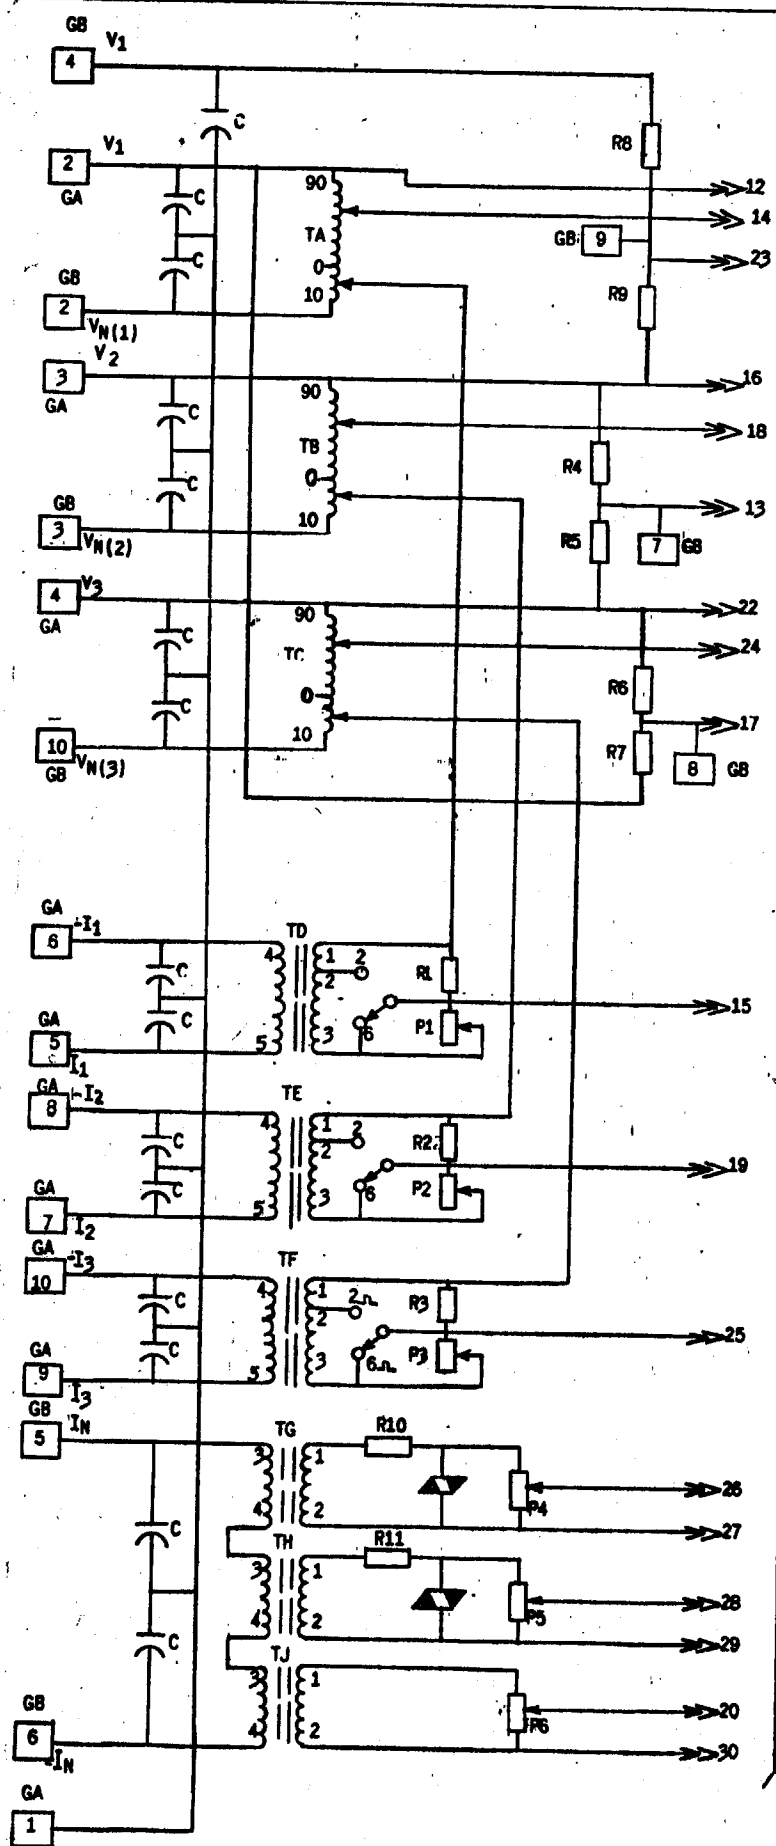 GB V1
4
C
R8
V1
2
GA
90
12
C
14
TA
GB 9
23
C
0
GB
10
R9
2
VN(1)
V2
3
16
GA
90
C
18
TB
R4
C
0
GB
13
3
10
R5
7 GB
VN(2)
V3
4
22
GA
90
C
24
TC
R6
0
C
17
10
10
R7
GB VN(3)
8 GB
GA
-I1
TD
6
4
1
2
C
2
R1
15
C
P1
GA
6
3
5
5
I1
GA -I2
TE
8
4
1
2
C
2
R2
19
C
P2
GA
6
3
7
5
I2
GA
-I3
TF
10
4
1
2
C
2
R3
25
C
P3
GA
6
3
9
5
I3
GB
IN
TG
R10
5
3
1
26
P4
4
2
C
27
TH
R11
3
1
28
P5
4
2
C
29
TJ
3
1
GB
20
6
P6
4
2
-IN
30
GA
1